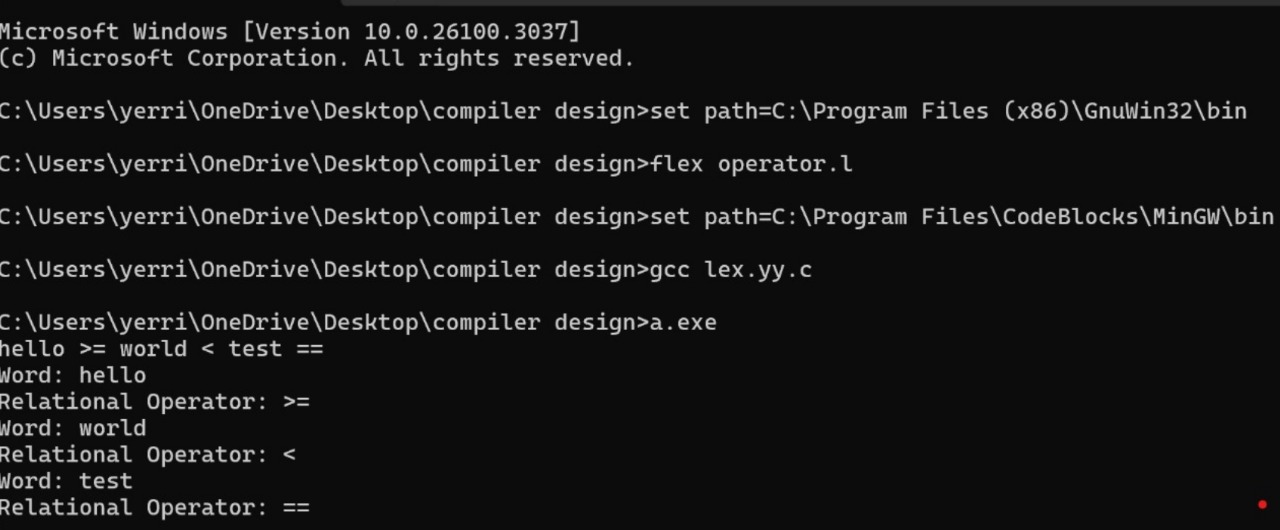 Microsoft Windows [Version 10.0.26100.3037]
(c) Microsoft Corporation. All rights reserved.
C:\Users\yerri\OneDrive\Desktop\compiler design>set path=C:\Program Files (x86)\GnuWin32\bin
C:\Users\yerri\OneDrive\Desktop\compiler design>flex operator.l
C:\Users\yerri\OneDrive\Desktop\compiler design>set path=C:\Program Files\CodeBlocks\MinGW\bin
C:\Users\yerri\OneDrive\Desktop\compiler design>gcc lex.yy.c
C:\Users\yerri\OneDrive\Desktop\compiler design>a.exe
hello >= world < test ==
Word: hello
Relational Operator: >=
Word: world
Relational Operator: <
Word: test
Relational Operator: ==